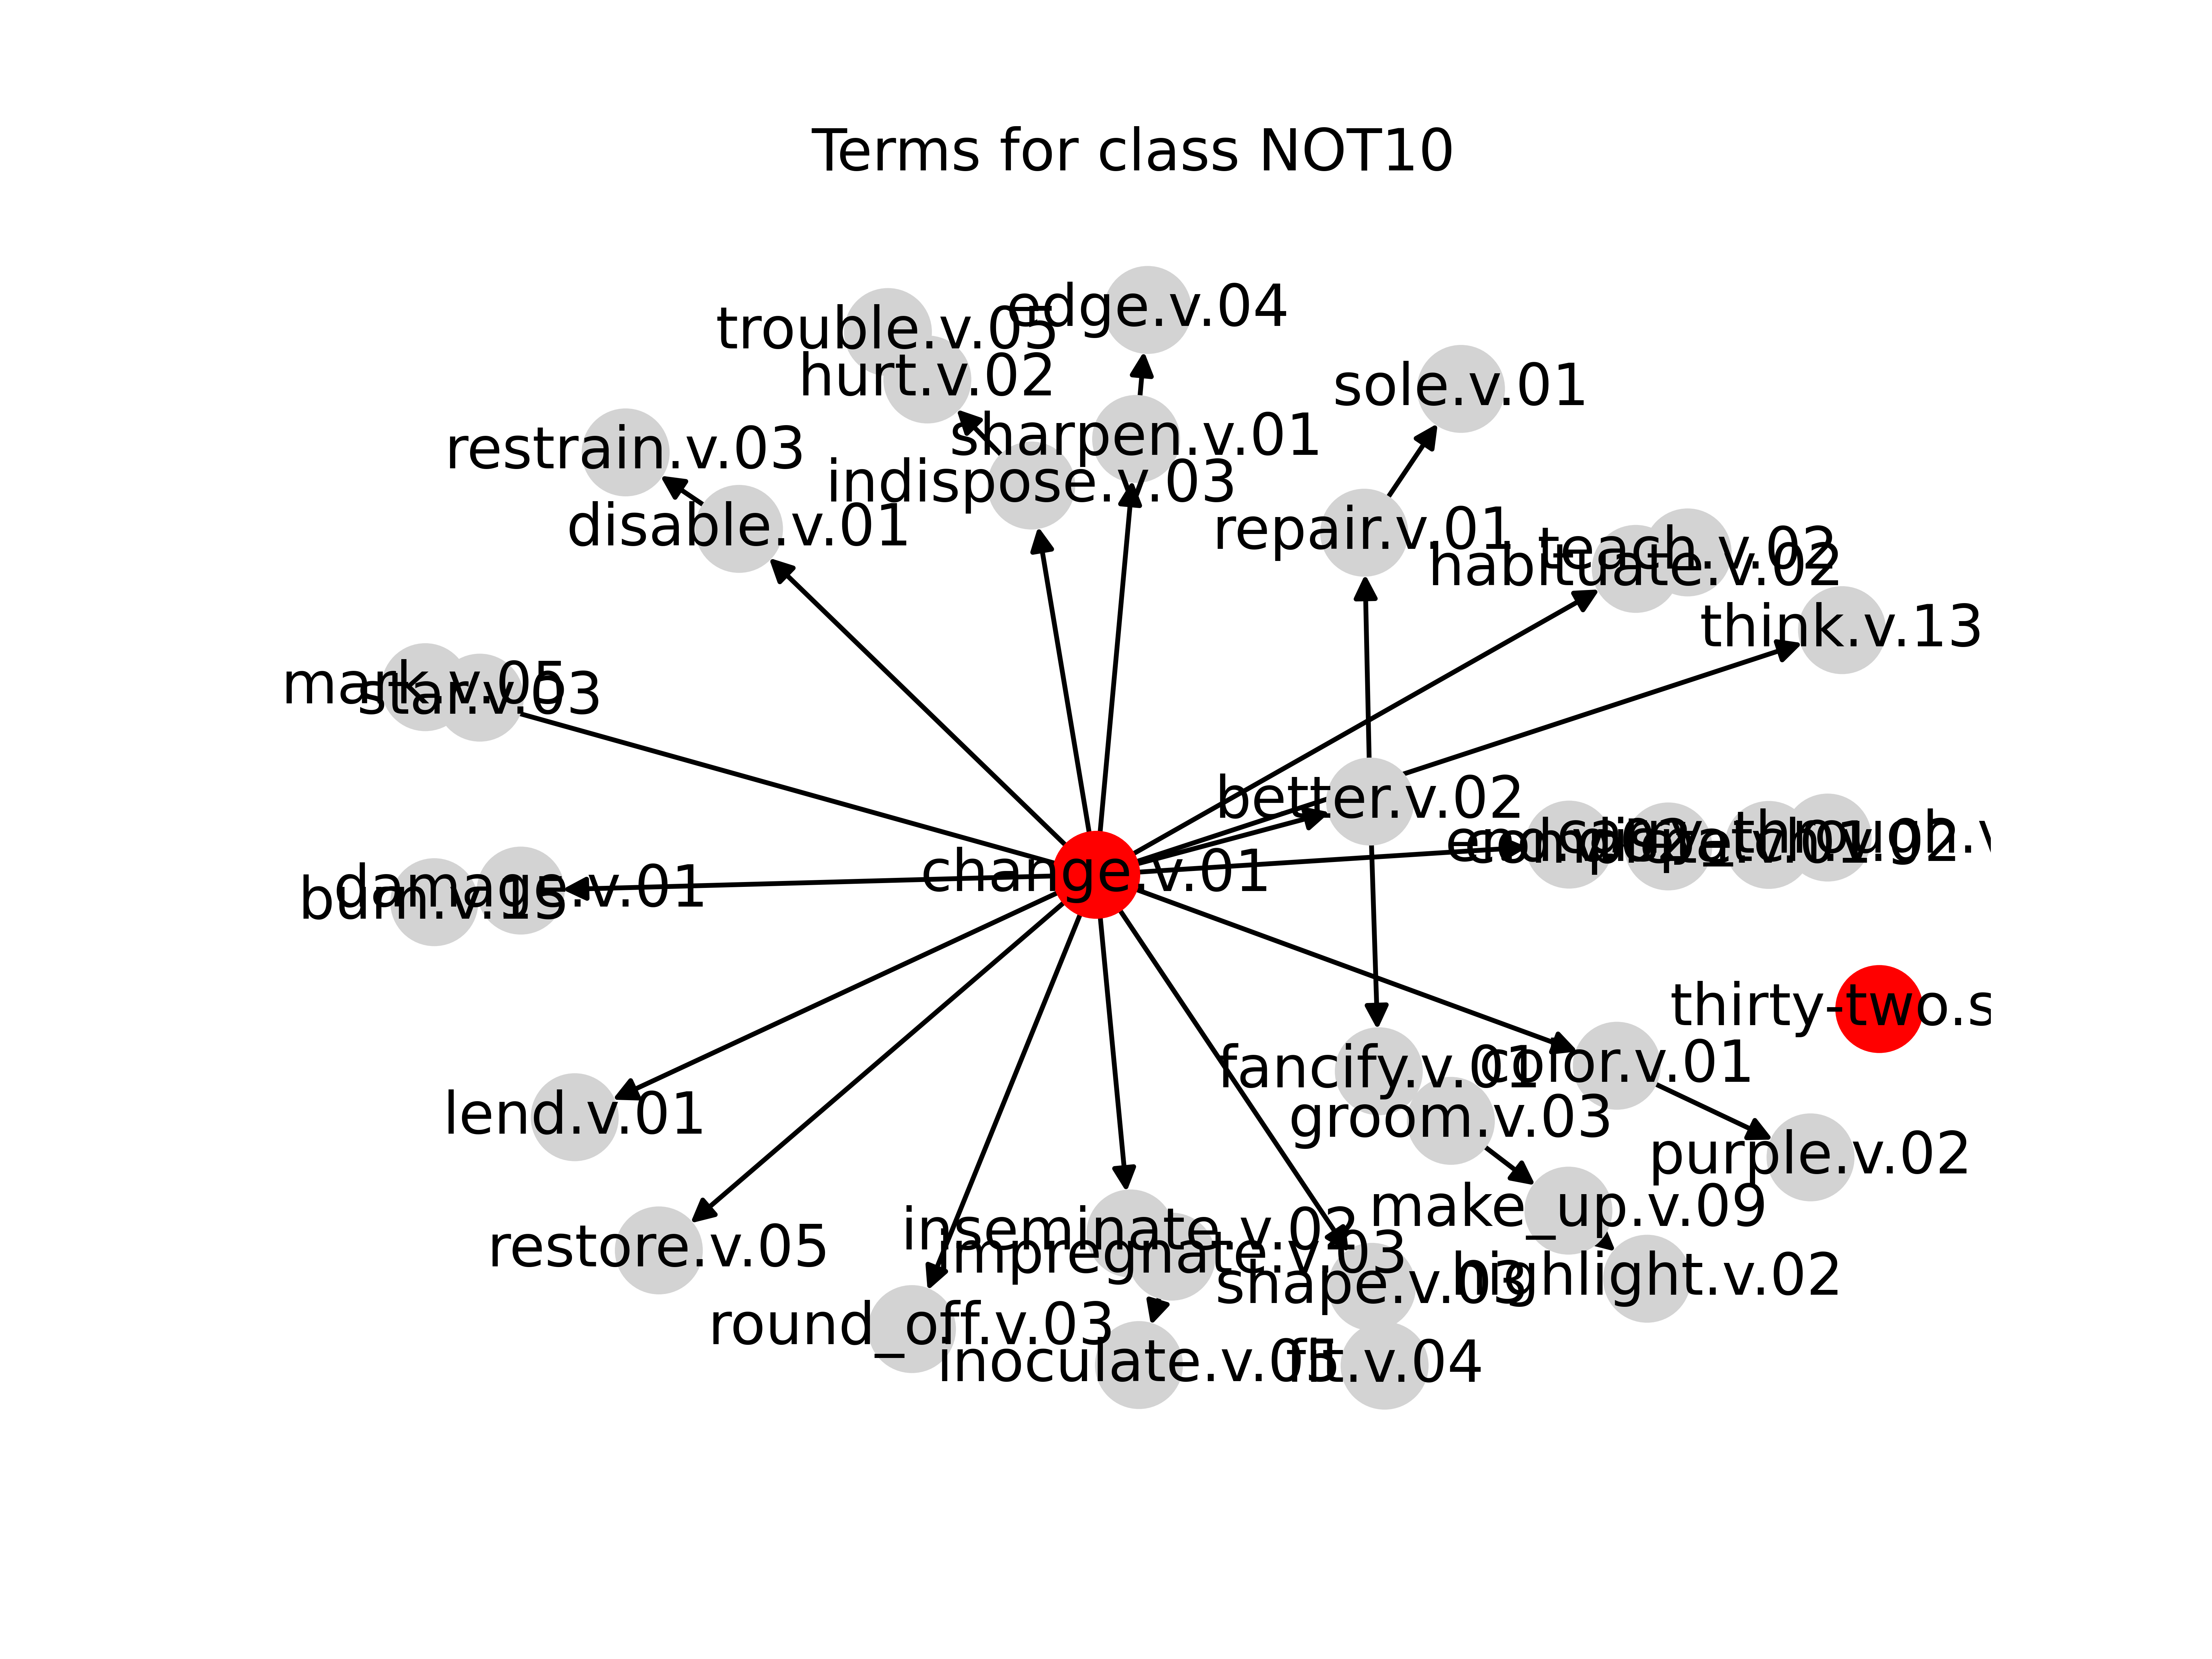 Terms for class NOT10
edge.v.04
trouble.v.05
hurt.v.02
sole.v.01
sharpen.v.01
restrain.v.03
indispose.v.03
disable.v.01
repair.v.01
teach.v.02
habituate.v.02
think.v.13
mark.v.05
star.v.03
better.v.02
change.v.01
damage.v.01
burn.v.15
thirty-two.s
fancify.v.01
color.v.01
lend.v.01
groom.v.03
purple.v.02
make_up.v.09
inseminate.v.02
restore.v.05
impregnate.v.03
shape.v.03
highlight.v.02
round_off.v.03
inoculate.v.05
fit.v.04